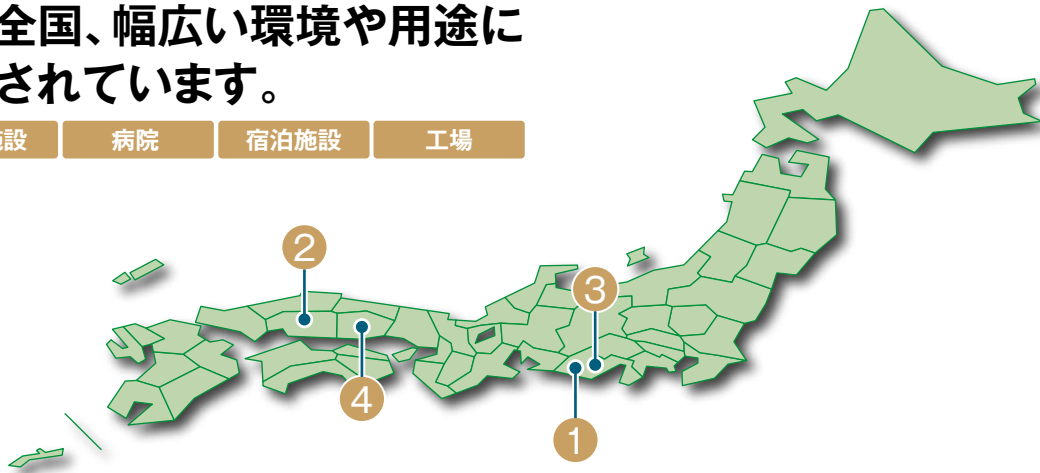 全国、幅広い環境や用途に
されています。
施設 病院 宿泊施設 工場
②
③
④
①